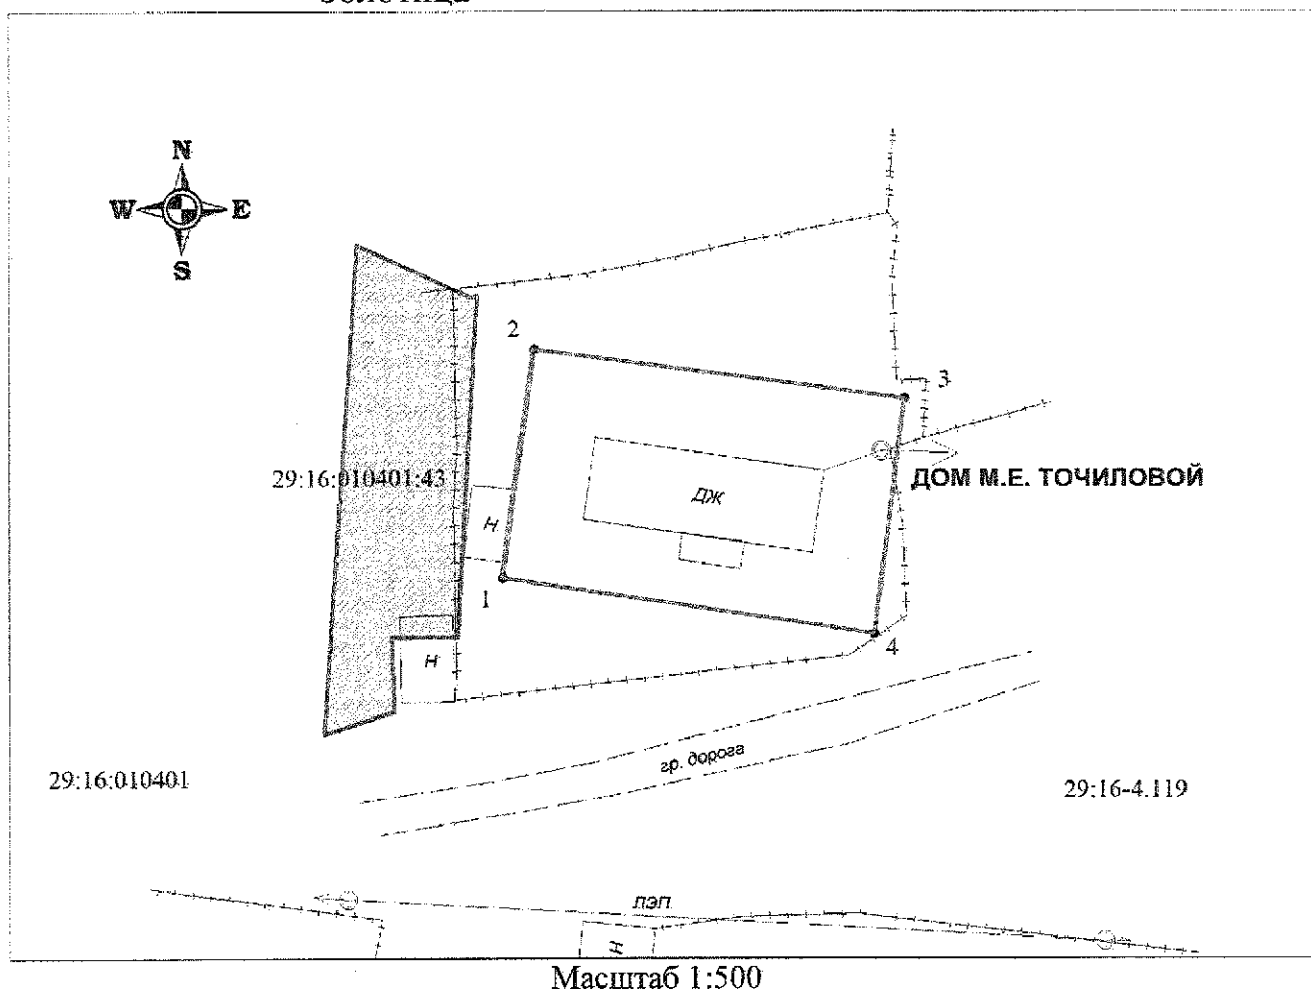 N
W E
S
2
3
29:16:010401:43
ДОМ М.Е. ТОЧИЛОВОЙ
ДЖ
Н
1
4
Н
гр. дорога
29:16:010401
29:16-4.119
ЛЭП
Н
Масштаб 1:500